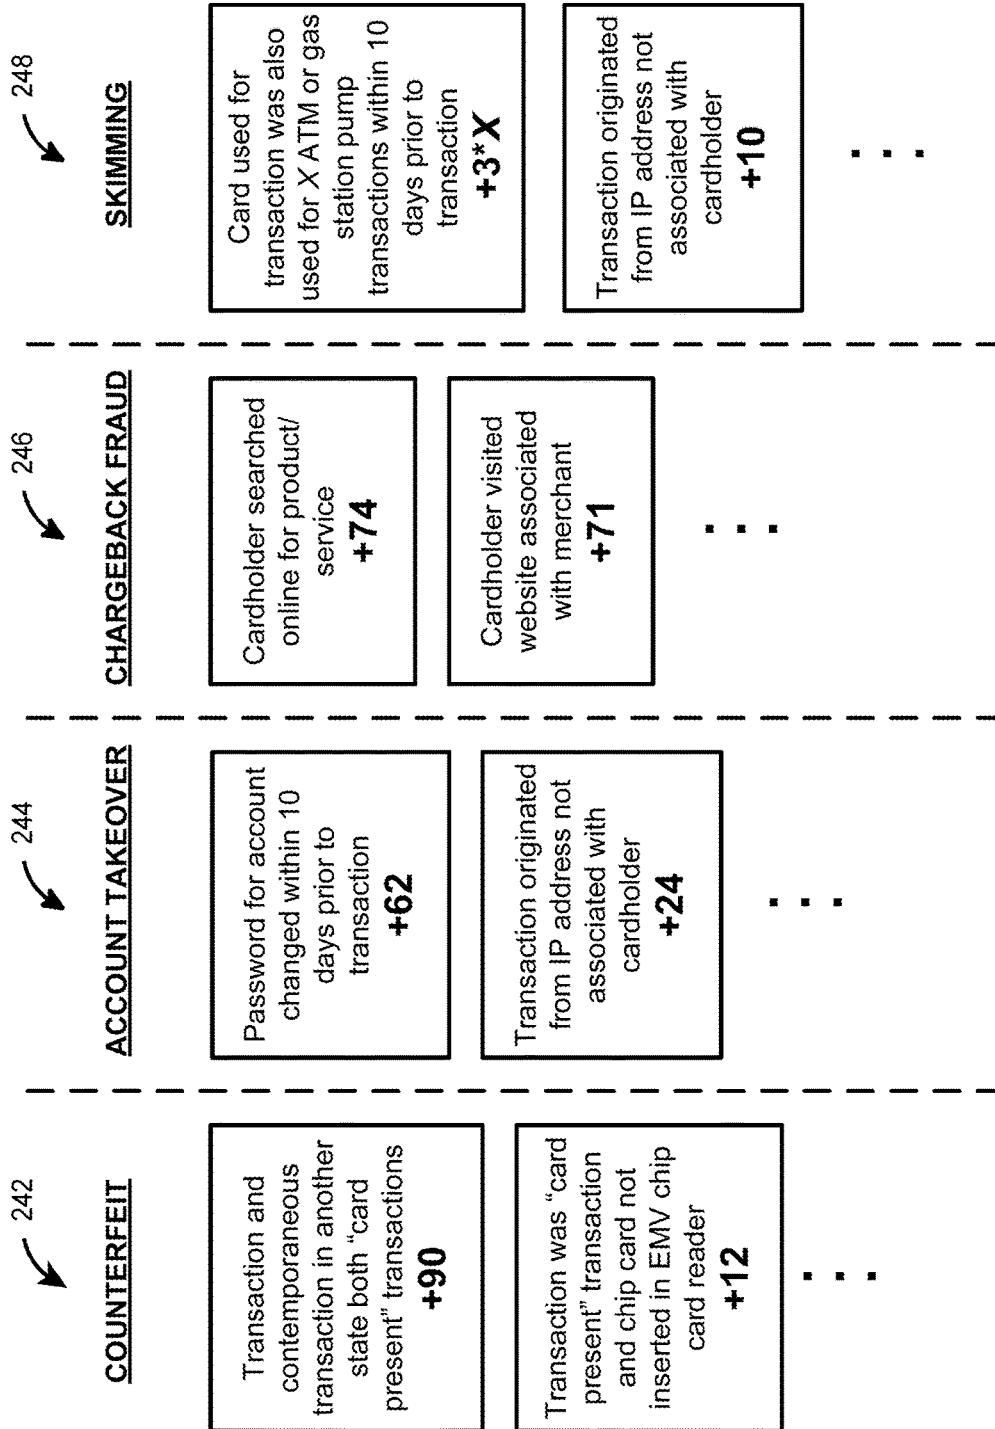 242
COUNTERFEIT
Transaction and
contemporaneous
transaction in another
state both “card
present” transactions
+90
Transaction was “card
present” transaction
and chip card not
inserted in EMV chip
card reader
+12
244
ACCOUNT TAKEOVER
Password for account
changed within 10
days prior to
transaction
+62
Transaction originated
from IP address not
associated with
cardholder
+24
246
CHARGEBACK FRAUD
Cardholder searched
online for product/
service
+74
Cardholder visited
website associated
with merchant
+71
248
SKIMMING
Card used for
transaction was also
used for X ATM or gas
station pump
transactions within 10
days prior to
transaction
+3*X
Transaction originated
from IP address not
associated with
cardholder
+10